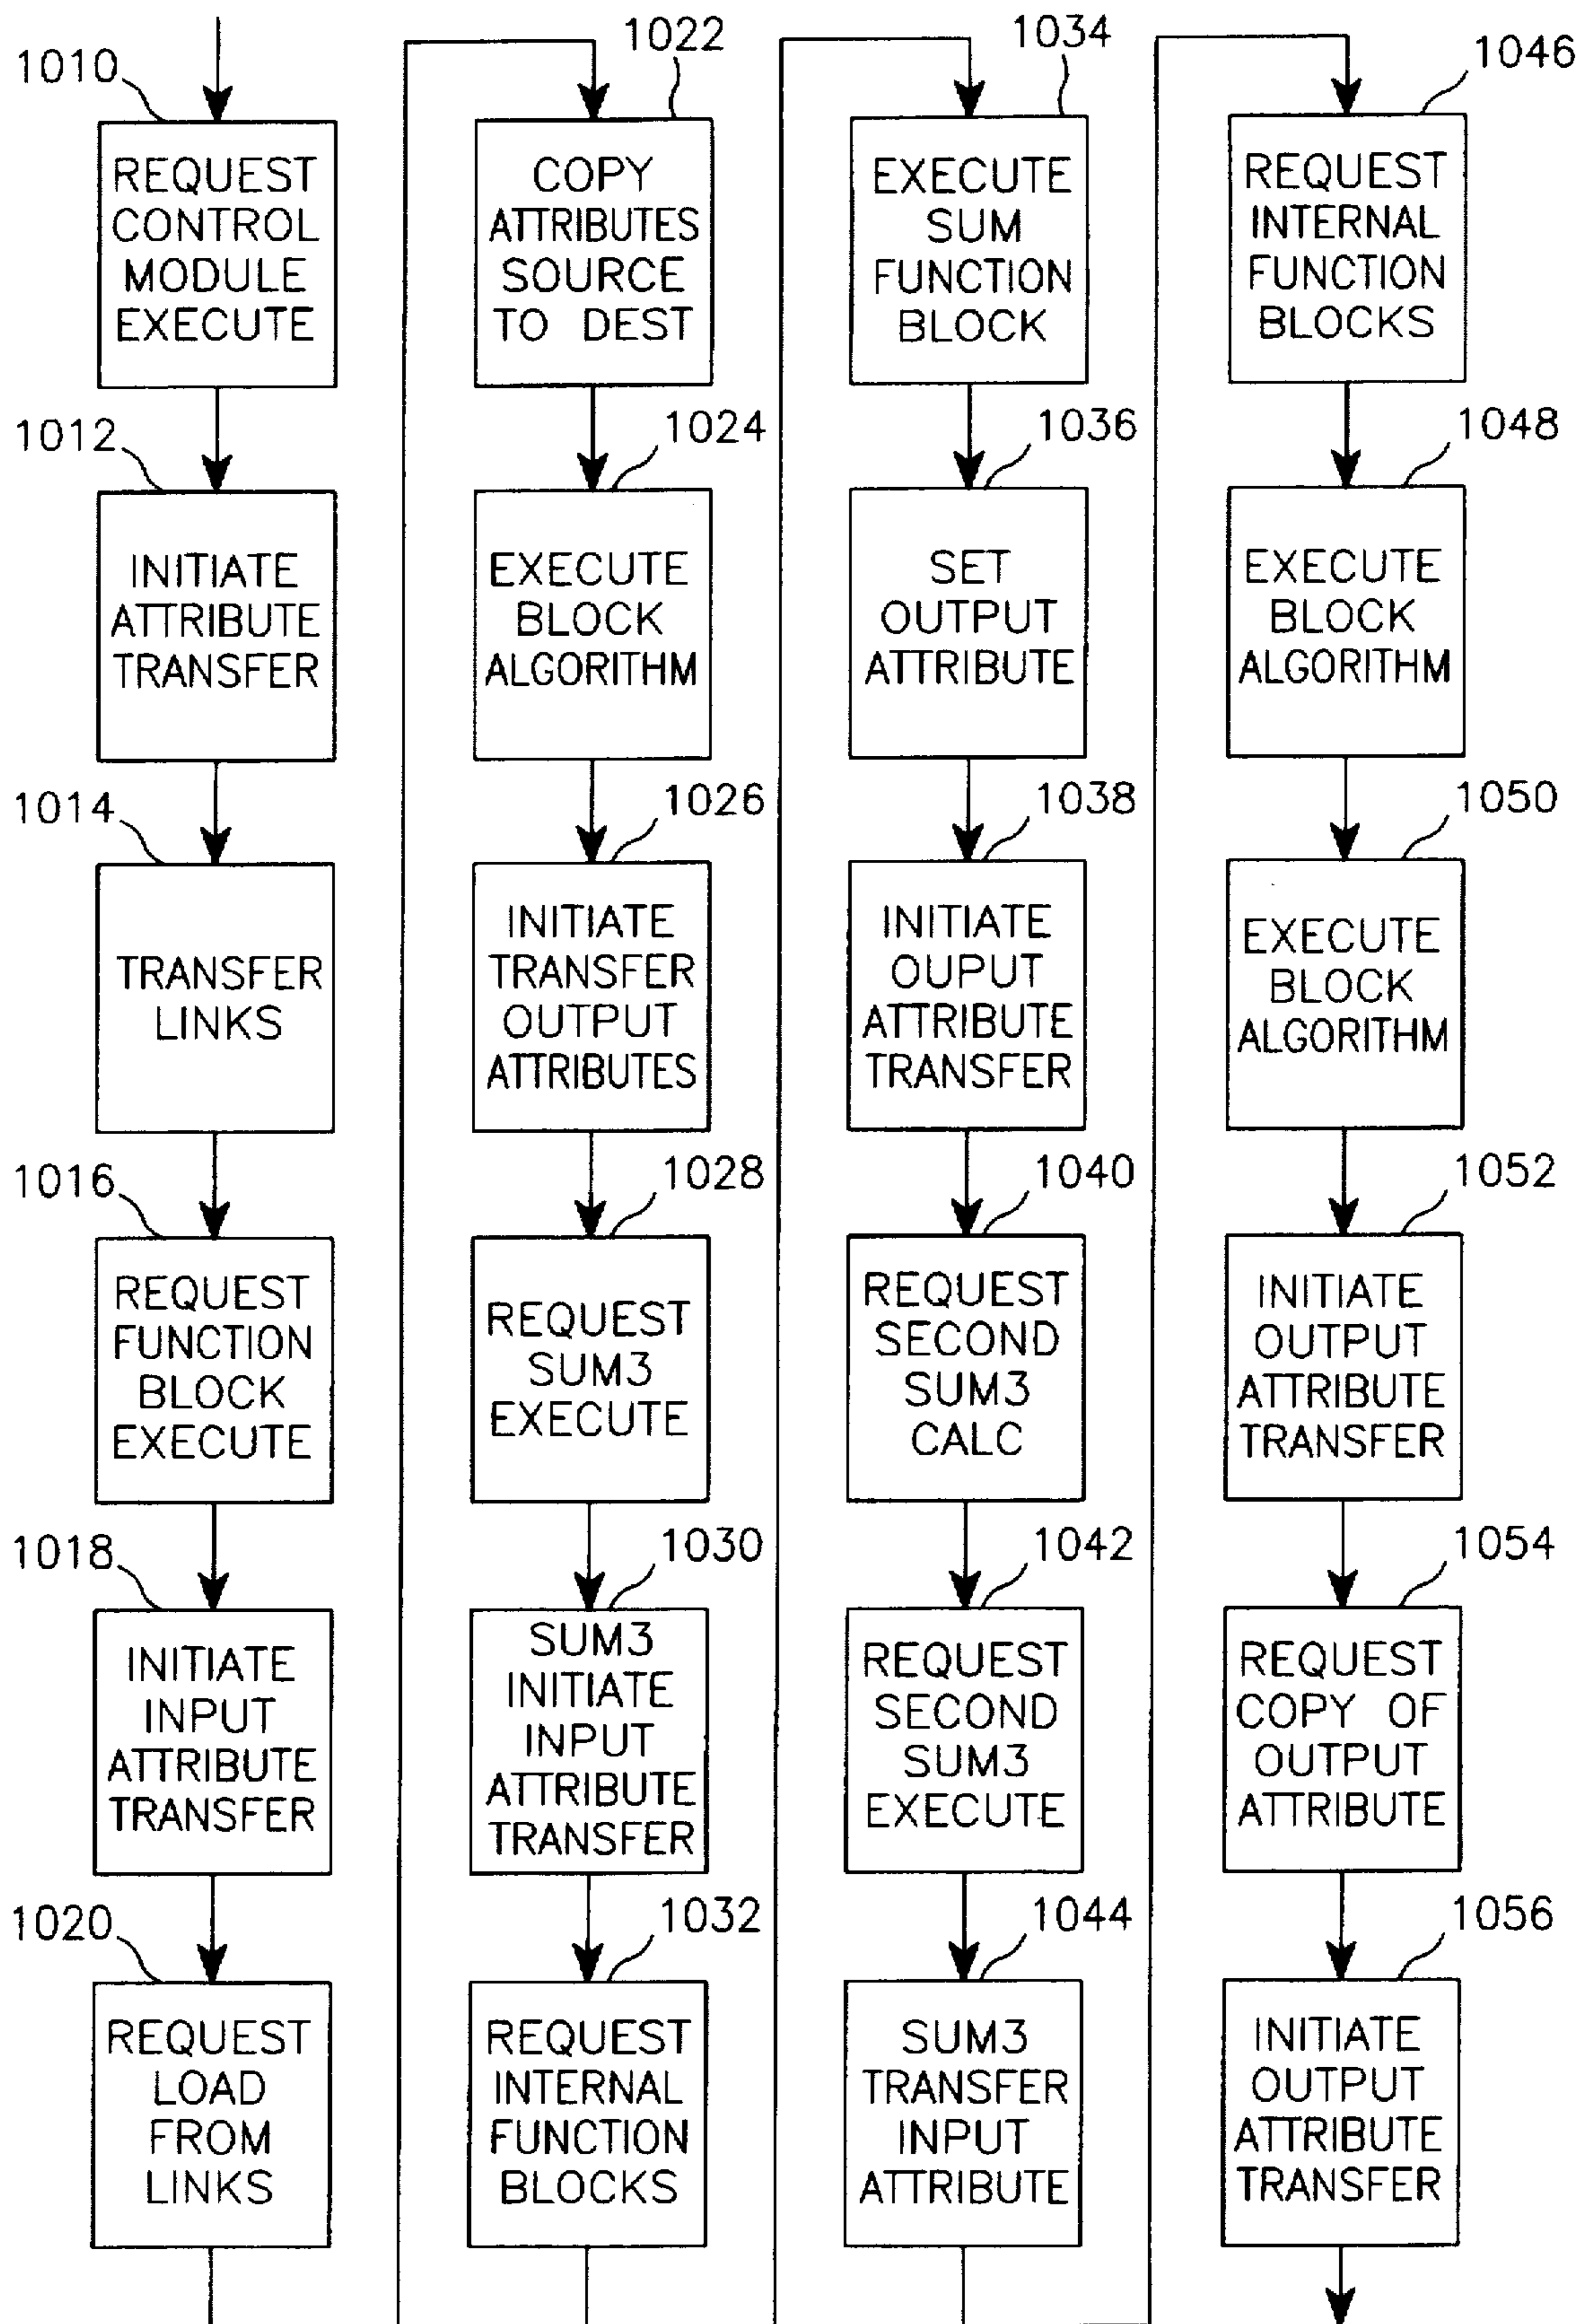 1010
REQUEST
CONTROL
MODULE
EXECUTE
1012
INITIATE
ATTRIBUTE
TRANSFER
1014
TRANSFER
LINKS
1016
REQUEST
FUNCTION
BLOCK
EXECUTE
1018
INITIATE
INPUT
ATTRIBUTE
TRANSFER
1020
REQUEST
LOAD
FROM
LINKS
1022
COPY
ATTRIBUTES
SOURCE
TO DEST
1024
EXECUTE
BLOCK
ALGORITHM
1026
INITIATE
TRANSFER
OUTPUT
ATTRIBUTES
1028
REQUEST
SUM3
EXECUTE
1030
SUM3
INITIATE
INPUT
ATTRIBUTE
TRANSFER
1032
REQUEST
INTERNAL
FUNCTION
BLOCKS
1034
EXECUTE
SUM
FUNCTION
BLOCK
1036
SET
OUTPUT
ATTRIBUTE
1038
INITIATE
OUPUT
ATTRIBUTE
TRANSFER
1040
REQUEST
SECOND
SUM3
CALC
1042
REQUEST
SECOND
SUM3
EXECUTE
1044
SUM3
TRANSFER
INPUT
ATTRIBUTE
1046
REQUEST
INTERNAL
FUNCTION
BLOCKS
1048
EXECUTE
BLOCK
ALGORITHM
1050
EXECUTE
BLOCK
ALGORITHM
1052
INITIATE
OUTPUT
ATTRIBUTE
TRANSFER
1054
REQUEST
COPY OF
OUTPUT
ATTRIBUTE
1056
INITIATE
OUTPUT
ATTRIBUTE
TRANSFER